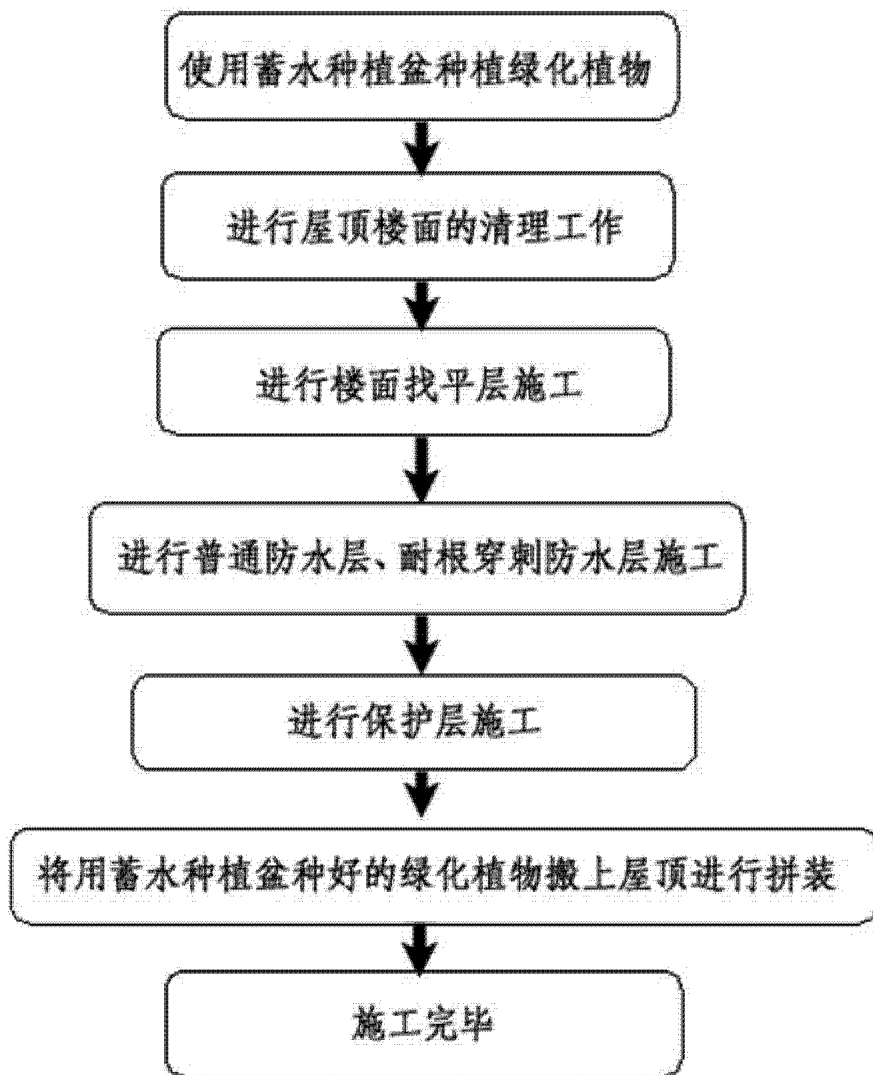 使用蓄水种植盆种植绿化植物
进行屋顶楼面的清理工作
进行楼面找平层施工
进行普通防水层、耐根穿刺防水层施工
进行保护层施工
将用蓄水种植盆种好的绿化植物搬上屋顶进行拼装
施工完毕